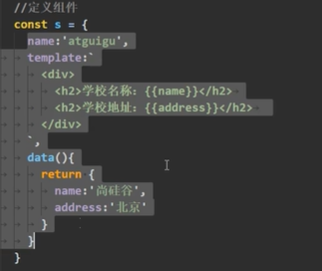 //定义组件
const s = {
name:'atguigu',
template:`
<div>
<h2>学校名称：{{name}}</h2>
<h2>学校地址：{{address}}</h2>
</div>
`,
data(){
return {
name:'尚硅谷',
address:'北京'
}
}
}